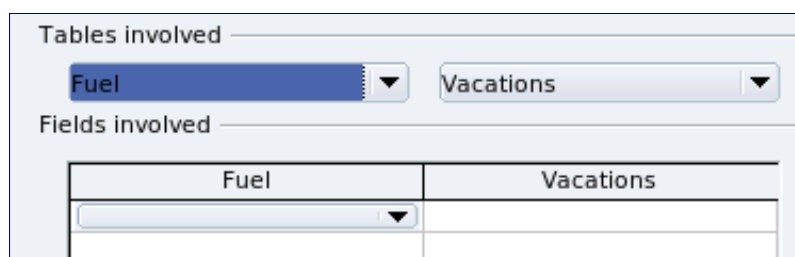 Tables involved
Fuel Vacations
Fields involved
Fuel Vacations